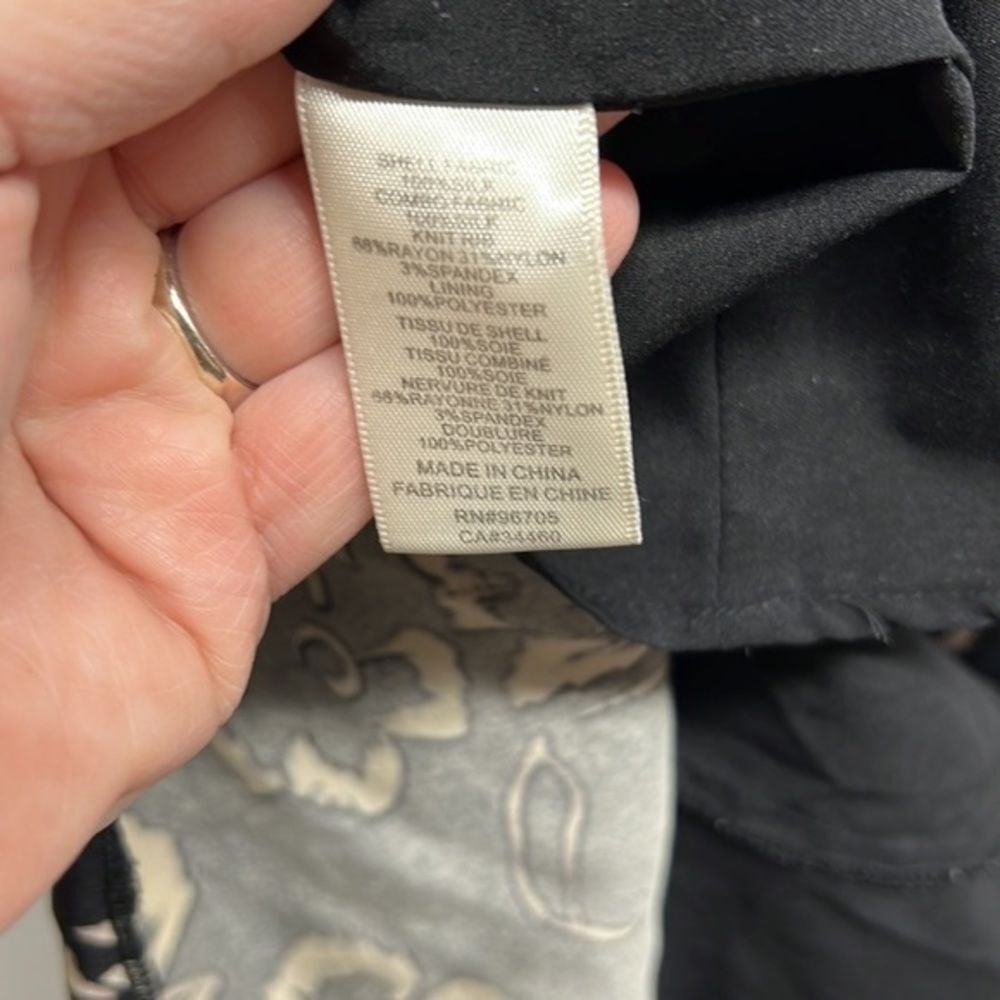 SHELL FABRIC
100%SILK
COMBO FABRIC
100%SILK
KNIT RIB
66%RAYON 31%NYLON
3%SPANDEX
LINING
100%POLYESTER
TISSU DE SHELL
100%SOIE
TISSU COMBINE
100%SOIE
NERVURE DE KNIT
66%RAYONNE 31%NYLON
3%SPANDEX
DOUBLURE
100%POLYESTER
MADE IN CHINA
FABRIQUE EN CHINE
RN#96705
CA#34460